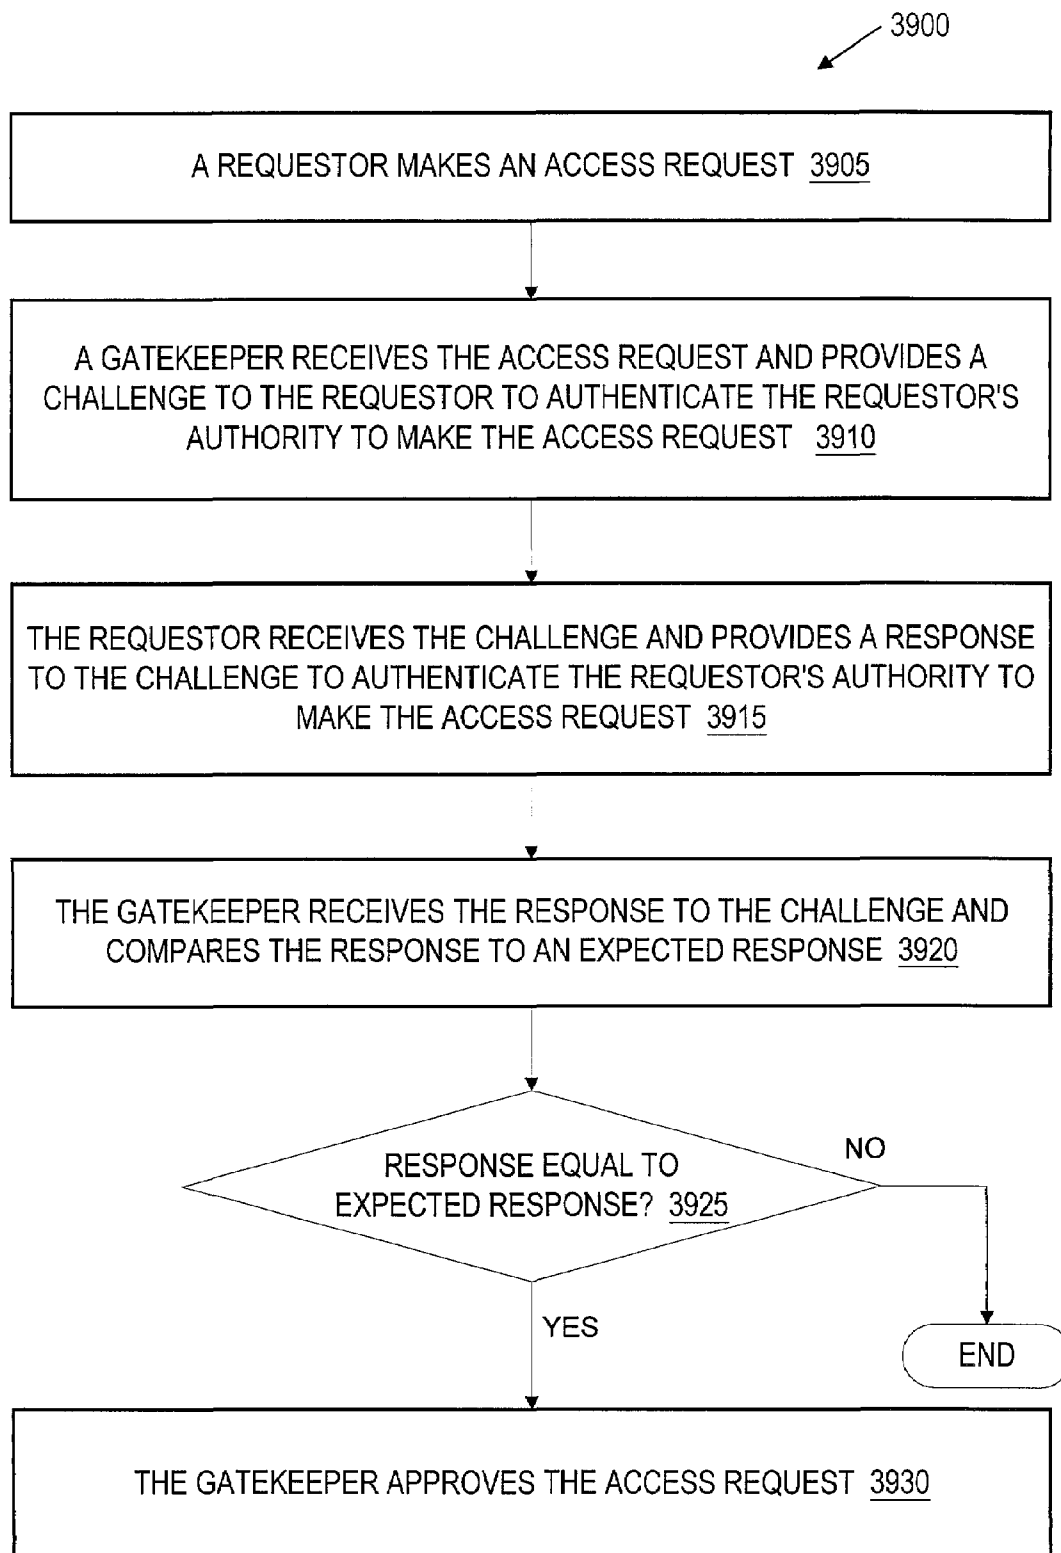 3900
A REQUESTOR MAKES AN ACCESS REQUEST 3905
A GATEKEEPER RECEIVES THE ACCESS REQUEST AND PROVIDES A
CHALLENGE TO THE REQUESTOR TO AUTHENTICATE THE REQUESTOR'S
AUTHORITY TO MAKE THE ACCESS REQUEST 3910
THE REQUESTOR RECEIVES THE CHALLENGE AND PROVIDES A RESPONSE
TO THE CHALLENGE TO AUTHENTICATE THE REQUESTOR'S AUTHORITY TO
MAKE THE ACCESS REQUEST 3915
THE GATEKEEPER RECEIVES THE RESPONSE TO THE CHALLENGE AND
COMPARES THE RESPONSE TO AN EXPECTED RESPONSE 3920
RESPONSE EQUAL TO
EXPECTED RESPONSE? 3925
NO
YES
END
THE GATEKEEPER APPROVES THE ACCESS REQUEST 3930